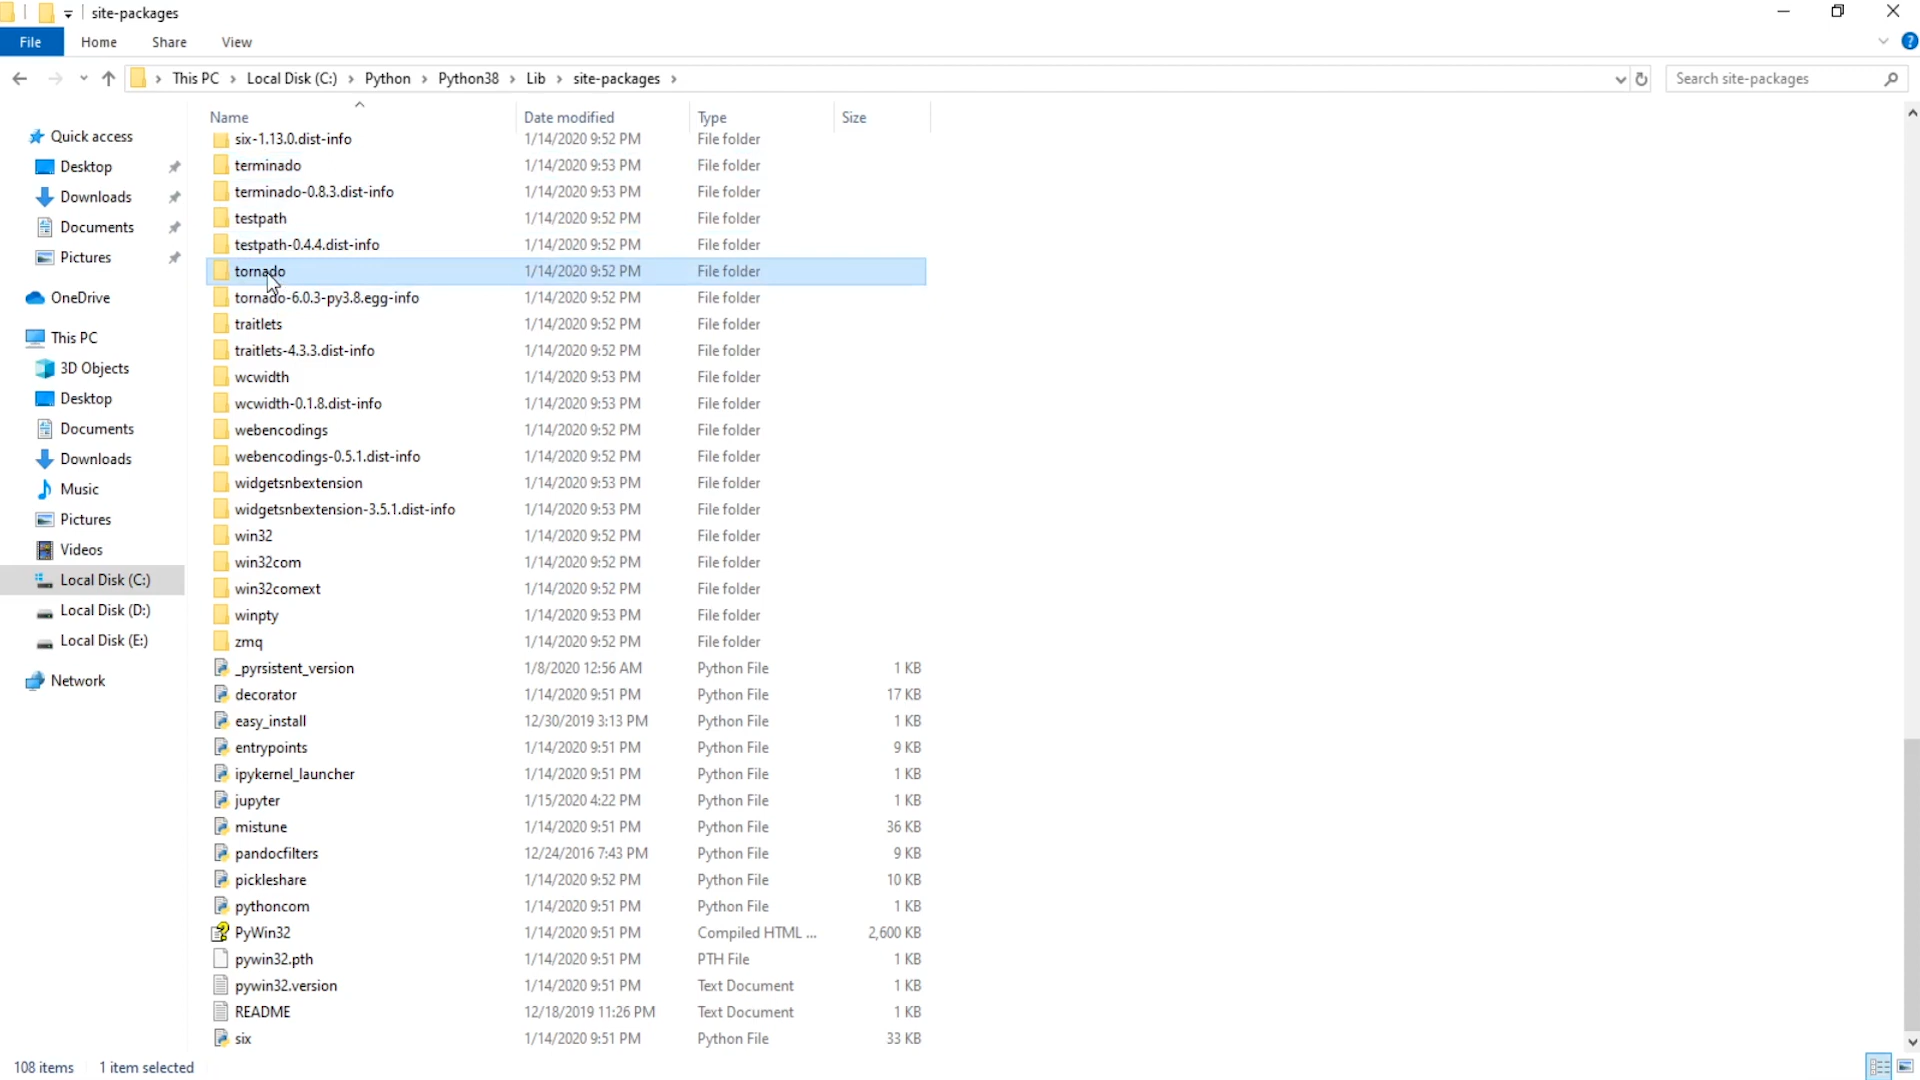 site-packages
File Home Share View
This PC Local Disk (C:) Python Python38 Lib site-packages Search site-packages
Name Date modified Type Size
Quick access
Desktop
Downloads
Documents
Pictures
OneDrive
This PC
3D Objects
Desktop
Documents
Downloads
Music
Pictures
Videos
Local Disk (C:)
Local Disk (D:)
Local Disk (E:)
Network
six-1.13.0.dist-info 1/14/2020 9:52 PM File folder
terminado 1/14/2020 9:53 PM File folder
terminado-0.8.3.dist-info 1/14/2020 9:53 PM File folder
testpath 1/14/2020 9:52 PM File folder
testpath-0.4.4.dist-info 1/14/2020 9:52 PM File folder
tornado 1/14/2020 9:52 PM File folder
tornado-6.0.3-py3.8.egg-info 1/14/2020 9:52 PM File folder
traitlets 1/14/2020 9:52 PM File folder
traitlets-4.3.3.dist-info 1/14/2020 9:52 PM File folder
wcwidth 1/14/2020 9:53 PM File folder
wcwidth-0.1.8.dist-info 1/14/2020 9:53 PM File folder
webencodings 1/14/2020 9:52 PM File folder
webencodings-0.5.1.dist-info 1/14/2020 9:52 PM File folder
widgetsnbextension 1/14/2020 9:53 PM File folder
widgetsnbextension-3.5.1.dist-info 1/14/2020 9:53 PM File folder
win32 1/14/2020 9:52 PM File folder
win32com 1/14/2020 9:52 PM File folder
win32comext 1/14/2020 9:52 PM File folder
winpty 1/14/2020 9:53 PM File folder
zmq 1/14/2020 9:52 PM File folder
_pyrsistent_version 1/8/2020 12:56 AM Python File 1 KB
decorator 1/14/2020 9:51 PM Python File 17 KB
easy_install 12/30/2019 3:13 PM Python File 1 KB
entrypoints 1/14/2020 9:51 PM Python File 9 KB
ipykernel_launcher 1/14/2020 9:51 PM Python File 1 KB
jupyter 1/15/2020 4:22 PM Python File 1 KB
mistune 1/14/2020 9:51 PM Python File 36 KB
pandocfilters 12/24/2016 7:43 PM Python File 9 KB
pickleshare 1/14/2020 9:52 PM Python File 10 KB
pythoncom 1/14/2020 9:51 PM Python File 1 KB
PyWin32 1/14/2020 9:51 PM Compiled HTML ... 2,600 KB
pywin32.pth 1/14/2020 9:51 PM PTH File 1 KB
pywin32.version 1/14/2020 9:51 PM Text Document 1 KB
README 12/18/2019 11:26 PM Text Document 1 KB
six 1/14/2020 9:51 PM Python File 33 KB
108 items 1 item selected